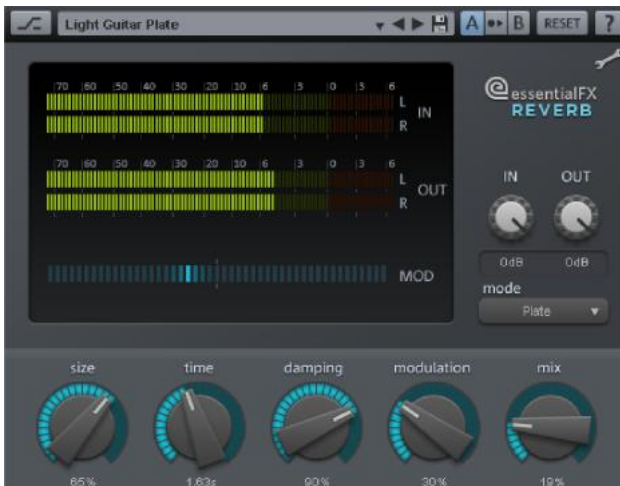 Light Guitar Plate A B RESET ?
70 60 50 40 30 20 10 6 3 0 3 6
L
IN
R
essentialFX
REVERB
70 60 50 40 30 20 10 6 3 0 3 6
L
OUT
R
IN OUT
0dB 0dB
MOD
mode
Plate
size time damping modulation mix
65% 1.63s 90% 30% 19%